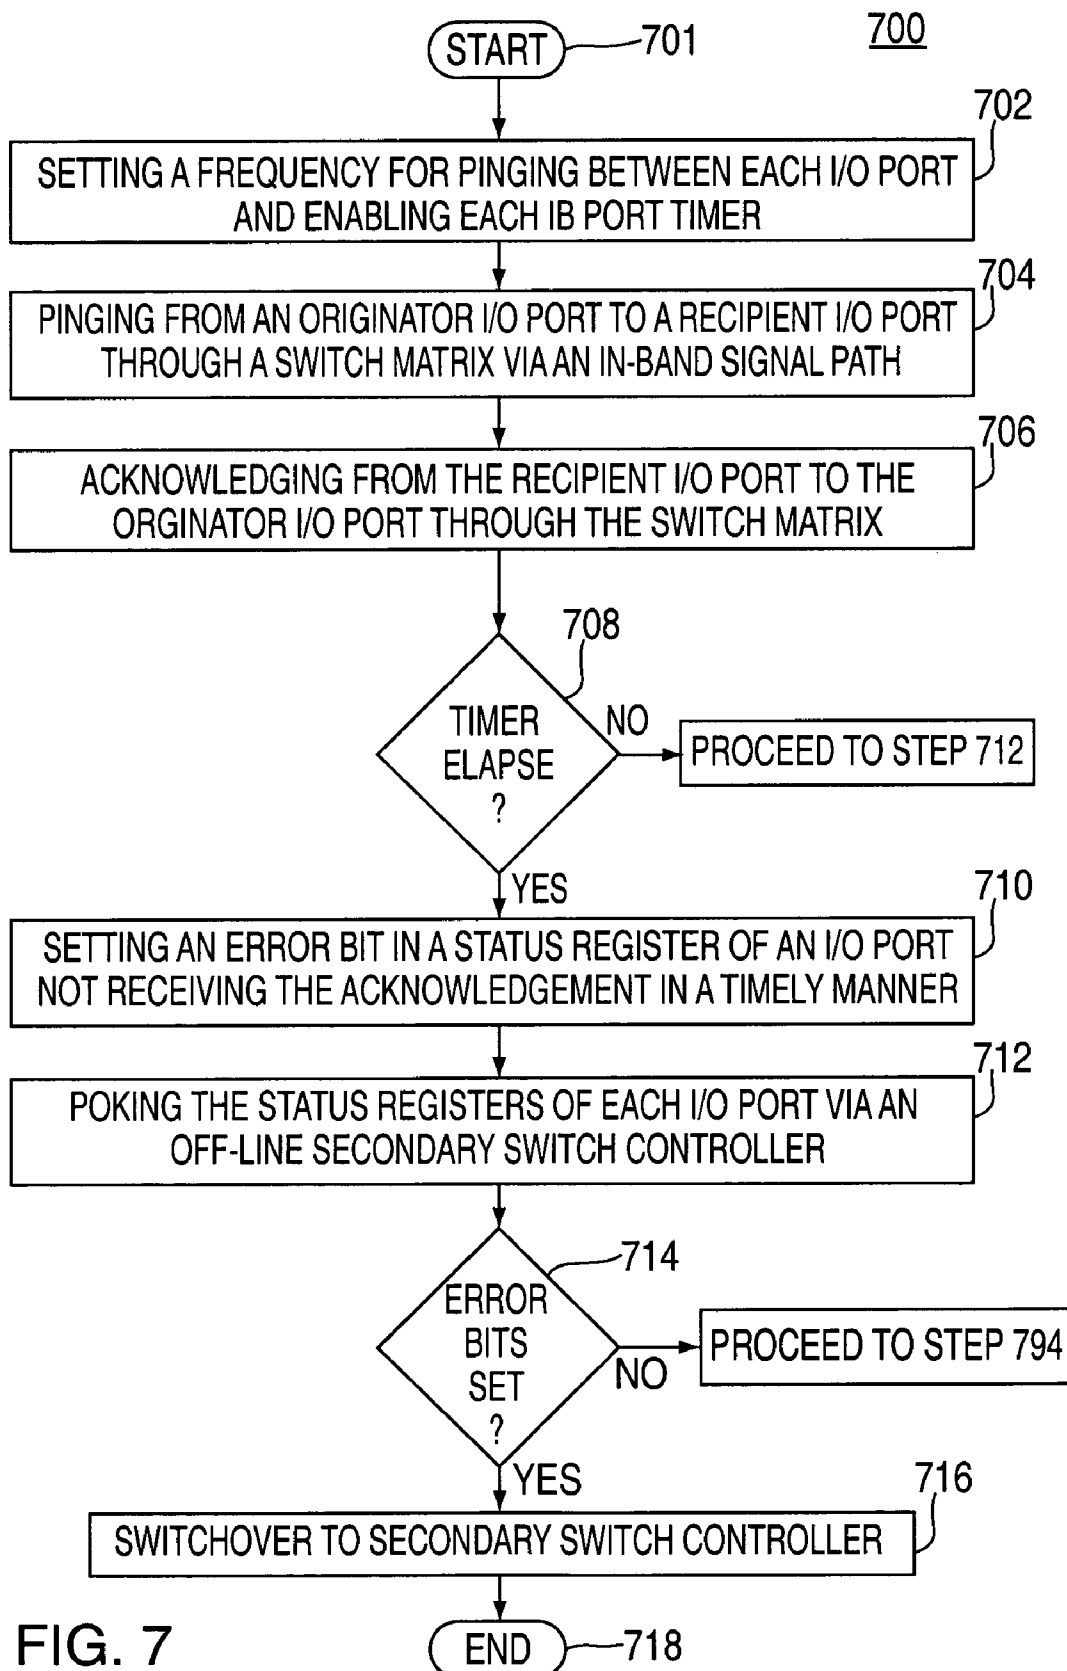 START
701
700
702
SETTING A FREQUENCY FOR PINGING BETWEEN EACH I/O PORT
AND ENABLING EACH IB PORT TIMER
704
PINGING FROM AN ORIGINATOR I/O PORT TO A RECIPIENT I/O PORT
THROUGH A SWITCH MATRIX VIA AN IN-BAND SIGNAL PATH
706
ACKNOWLEDGING FROM THE RECIPIENT I/O PORT TO THE
ORGINATOR I/O PORT THROUGH THE SWITCH MATRIX
708
TIMER
ELAPSE
?
NO
PROCEED TO STEP 712
YES
710
SETTING AN ERROR BIT IN A STATUS REGISTER OF AN I/O PORT
NOT RECEIVING THE ACKNOWLEDGEMENT IN A TIMELY MANNER
712
POKING THE STATUS REGISTERS OF EACH I/O PORT VIA AN
OFF-LINE SECONDARY SWITCH CONTROLLER
714
ERROR
BITS
SET
?
NO
PROCEED TO STEP 794
YES
716
SWITCHOVER TO SECONDARY SWITCH CONTROLLER
END
718
FIG. 7